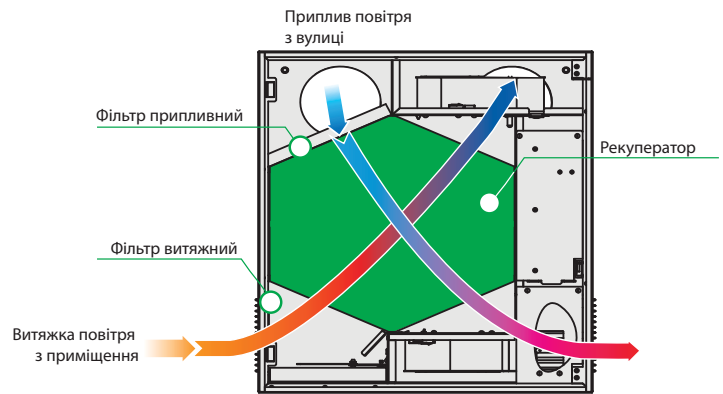 Приплив повітря
з вулиці
Фільтр припливний
Рекуператор
Фільтр витяжний
Витяжка повітря
з приміщення